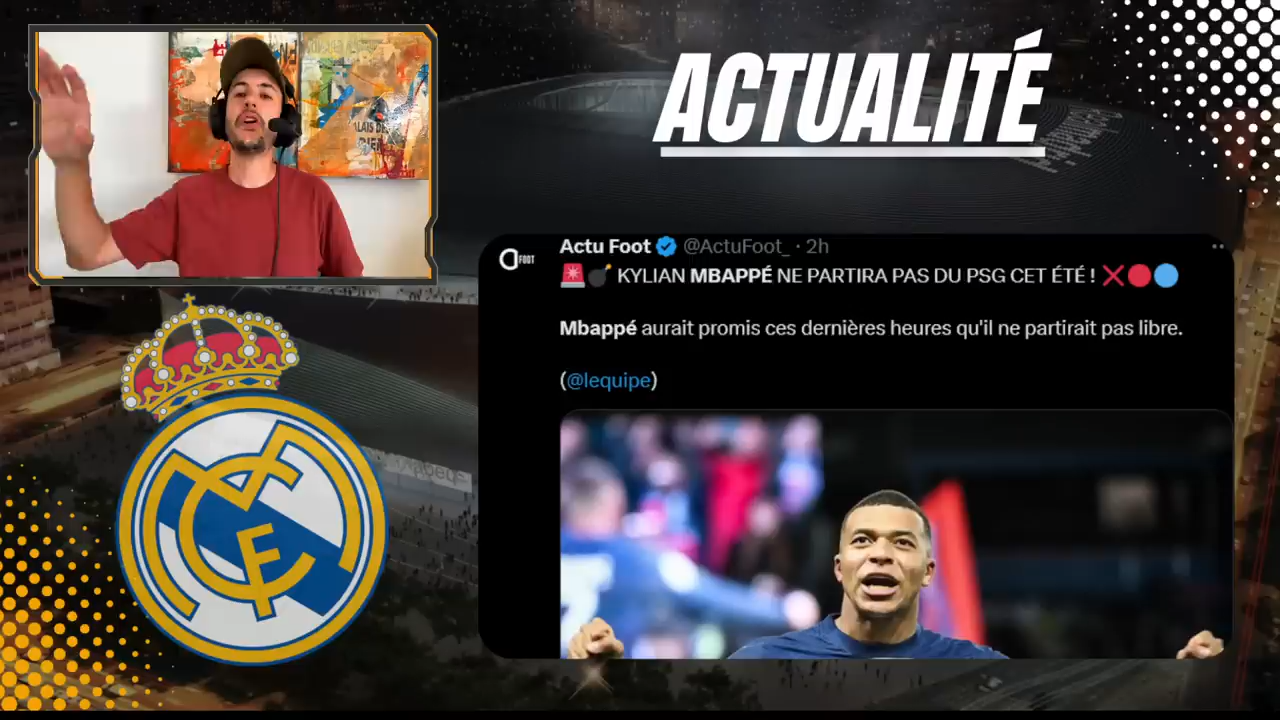 ACTUALITÉ
FOOT
Actu Foot @ActuFoot_ · 2h
KYLIAN MBAPPÉ NE PARTIRA PAS DU PSG CET ÉTÉ !
Mbappé aurait promis ces dernières heures qu'il ne partirait pas libre.
(@lequipe)